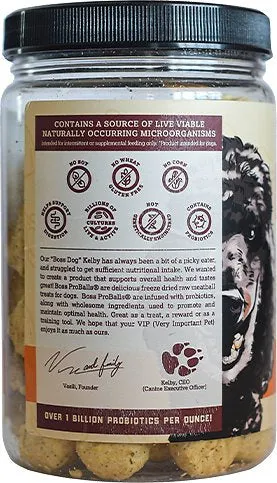 CONTAINS A SOURCE OF LIVE VIABLE
NATURALLY OCCURRING MICROORGANISMS
Intended for intermittent or supplemental feeding only. *Product intended for dogs.
NO SOY
NO WHEAT
GLUTEN FREE
NO CORN
HELPS SUPPORT
DIGESTION
BILLIONS OF
CULTURES
LIVE & ACTIVE
NOT
GENETICALLY ENGINEERED
CONTAINS
PROBIOTICS
Our "Boss Dog" Kelby has always been a bit of a picky eater,
and struggled to get sufficient nutritional intake. We wanted
to create a product that supports overall health and tastes
great! Boss ProBalls® are delicious freeze dried raw meatball
treats for dogs. Boss ProBalls® are infused with probiotics,
along with wholesome ingredients used to promote and
maintain optimal health. Great as a treat, a reward or as a
training tool. We hope that your VIP (Very Important Pet)
enjoys it as much as ours.
and family
Vasili, Founder
Kelby, CEO
(Canine Executive Officer)
OVER 1 BILLION PROBIOTICS PER OUNCE!